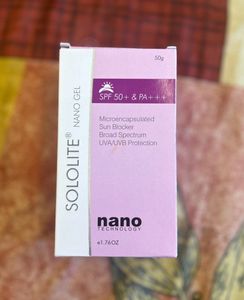 50g
SPF 50+ & PA+++
Microencapsulated
Sun Blocker
Broad Spectrum
UVA/UVB Protection
SOLOLITE®
NANO GEL
nano
TECHNOLOGY
e1.76OZ